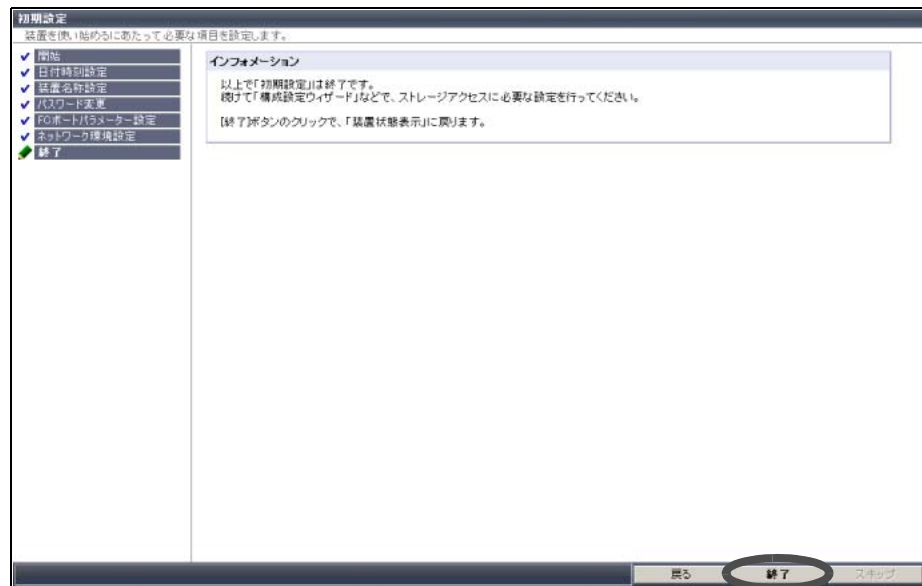 初期設定
装置を使い始めるにあたって必要な項目を設定します。
開始
日付時刻設定
装置名称設定
パスワード変更
FCポートパラメーター設定
ネットワーク環境設定
終了
インフォメーション
以上で「初期設定」は終了です。
続けて「構成設定ウィザード」などで、ストレージアクセスに必要な設定を行ってください。
[終了]ボタンのクリックで、「装置状態表示」に戻ります。
戻る
終了
スキップ